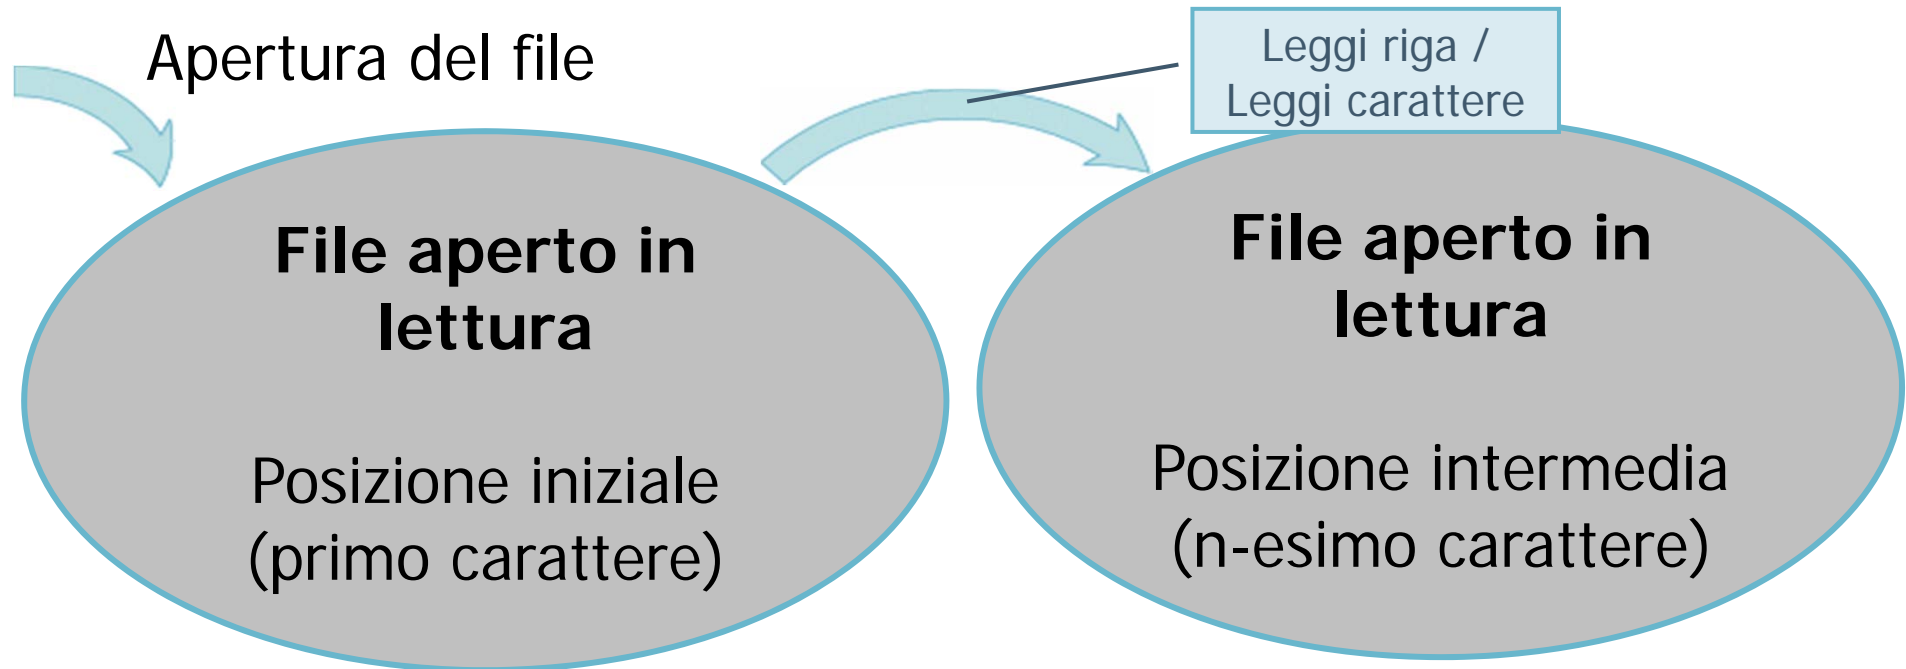 Apertura del file
Leggi riga /
Leggi carattere
File aperto in
lettura
Posizione iniziale
(primo carattere)
File aperto in
lettura
Posizione intermedia
(n-esimo carattere)